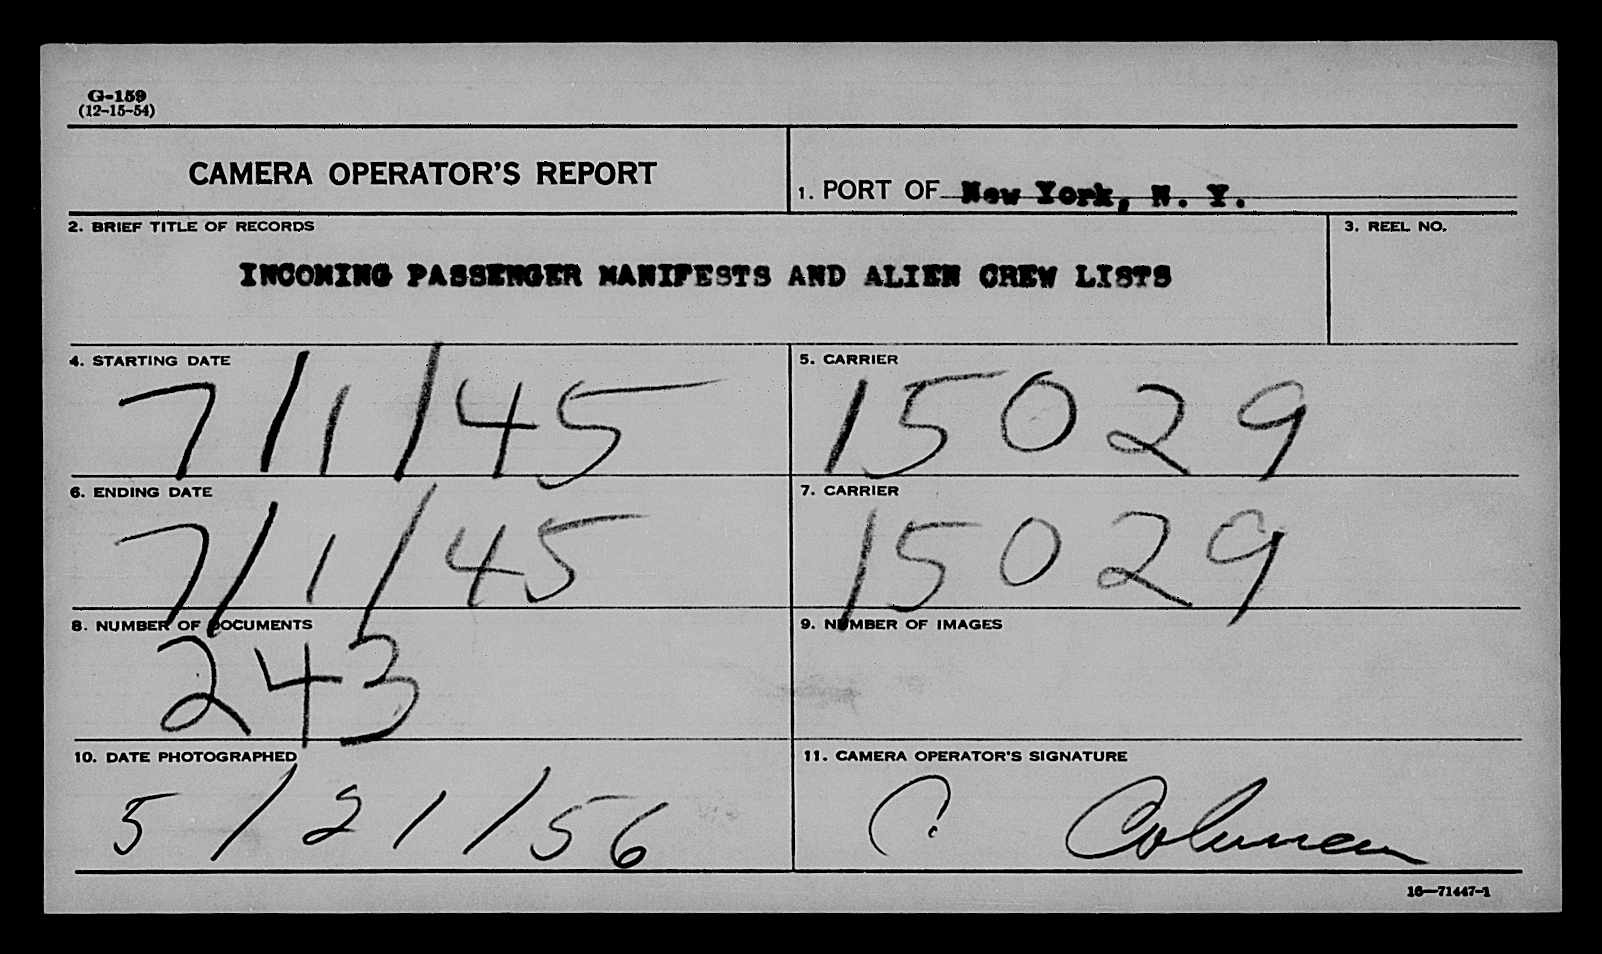 G-159
(12-15-54)
CAMERA OPERATOR'S REPORT
1. PORT OF New York, N. Y.
2. BRIEF TITLE OF RECORDS
3. REEL NO.
INCOMING PASSENGER MANIFESTS AND ALIEN CREW LISTS
4. STARTING DATE
5. CARRIER
7/1/45
15029
6. ENDING DATE
7. CARRIER
7/1/45
15029
8. NUMBER OF DOCUMENTS
9. NUMBER OF IMAGES
243
10. DATE PHOTOGRAPHED
11. CAMERA OPERATOR'S SIGNATURE
5/21/56
C. Coleman
16—71447-1